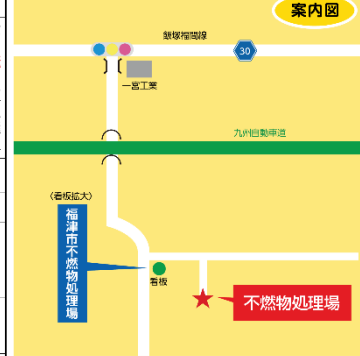 案内図
飯塚福間線
30
一宮工業
九州自動車道
(看板拡大)
福津市不燃物処理場
看板
不燃物処理場